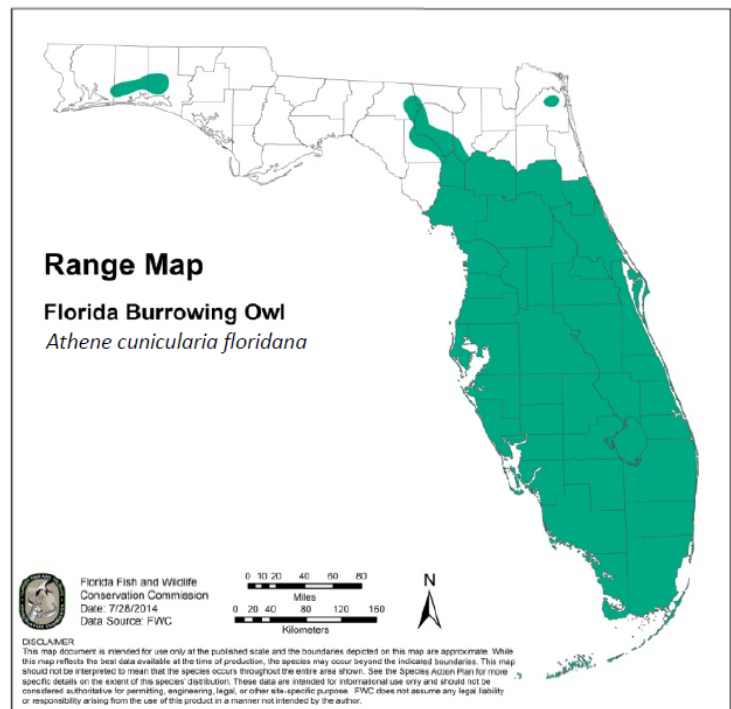 Range Map
Florida Burrowing Owl
Athene cunicularia floridana
Florida Fish and Wildlife
Conservation Commission
Date: 7/28/2014
Data Source: FWC
0 10 20 40 60 80
Miles
0 20 40 80 120 160
Kilometers
N
DISCLAIMER
This map document is intended for use only at the published scale and the boundaries depicted on this map are approximate. While
this map reflects the best data available at the time of production, the species may occur beyond the indicated boundaries. This map
should not be interpreted to mean that the species occurs throughout the entire area shown. See the Species Action Plan for more
specific details on the extent of this species' distribution. These data are intended for informational use only and should not be
considered authoritative for permitting, engineering, legal, or other site-specific purpose. FWC does not assume any legal liability
or responsibility arising from the use of this product in a manner not intended by the author.